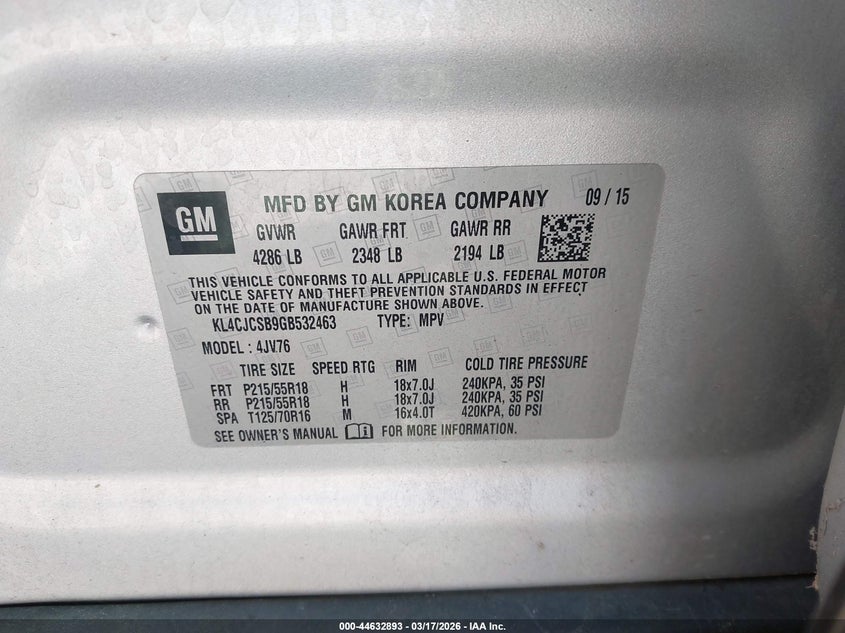 GM MFD BY GM KOREA COMPANY 09 / 15
GVWR GAWR FRT GAWR RR
4286 LB 2348 LB 2194 LB
THIS VEHICLE CONFORMS TO ALL APPLICABLE U.S. FEDERAL MOTOR
VEHICLE SAFETY AND THEFT PREVENTION STANDARDS IN EFFECT
ON THE DATE OF MANUFACTURE SHOWN ABOVE.
KL4CJCSB9GB532463 TYPE: MPV
MODEL: 4JV76
TIRE SIZE SPEED RTG RIM COLD TIRE PRESSURE
FRT P215/55R18 H 18x7.0J 240KPA, 35 PSI
RR P215/55R18 H 18x7.0J 240KPA, 35 PSI
SPA T125/70R16 M 16x4.0T 420KPA, 60 PSI
SEE OWNER'S MANUAL FOR MORE INFORMATION.
000-44632893 - 03/17/2026 - IAA Inc.